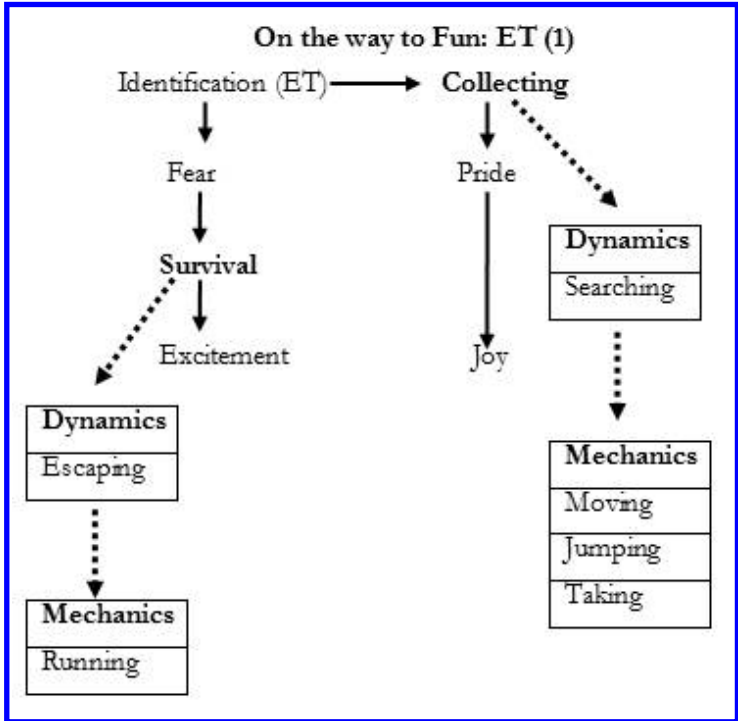 On the way to Fun: ET (1)
Identification (ET)
Collecting
Fear
Pride
Survival
Excitement
Joy
Dynamics
Searching
Dynamics
Escaping
Mechanics
Moving
Jumping
Taking
Mechanics
Running